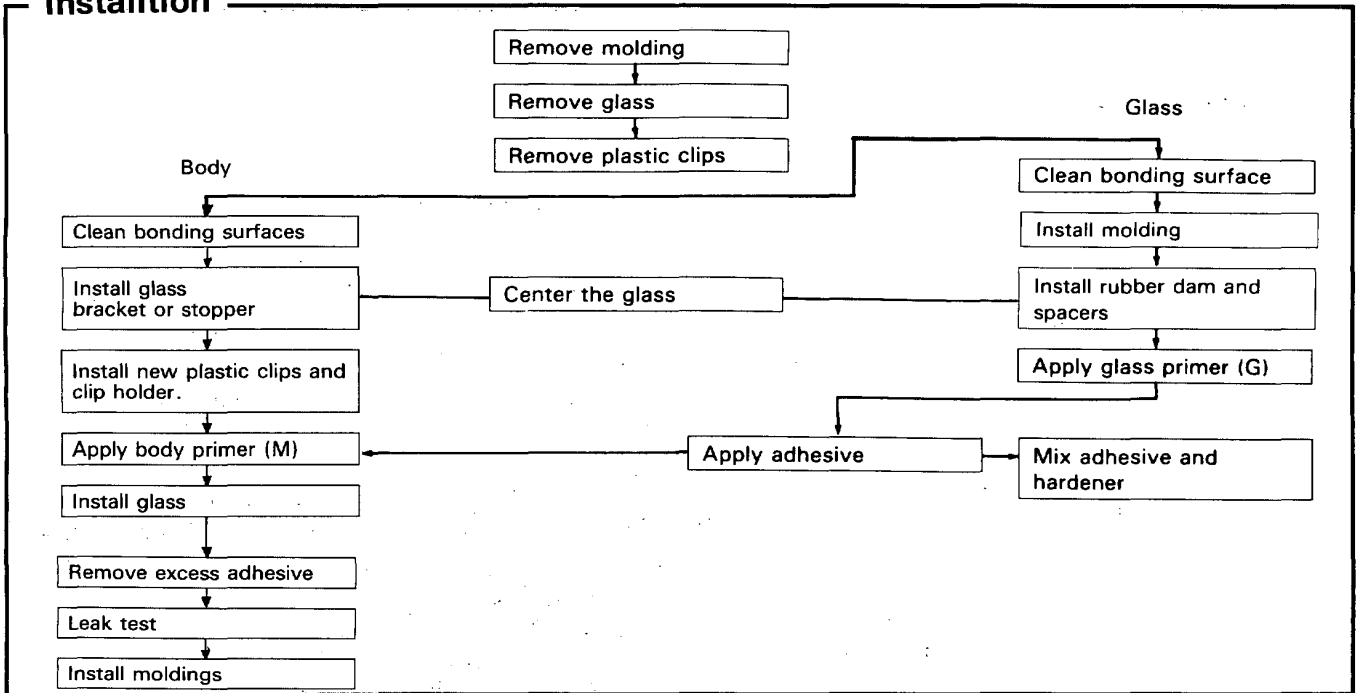 Installtion
Remove molding
Remove glass
Remove plastic clips
Glass
Body
Clean bonding surface
Install molding
Install rubber dam and
spacers
Apply glass primer (G)
Clean bonding surfaces
Install glass
bracket or stopper
Center the glass
Install new plastic clips and
clip holder.
Apply body primer (M)
Apply adhesive
Mix adhesive and
hardener
Install glass
Remove excess adhesive
Leak test
Install moldings